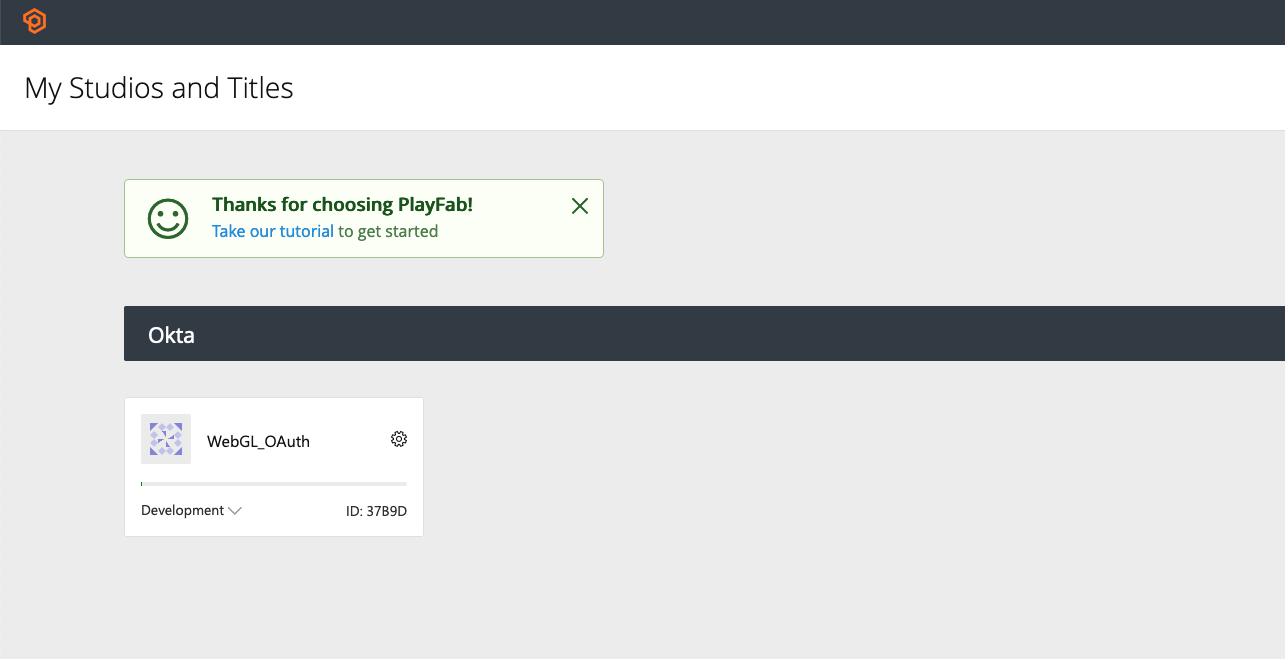 My Studios and Titles
Thanks for choosing PlayFab!
Take our tutorial to get started
Okta
WebGL_OAuth
Development ID: 37B9D